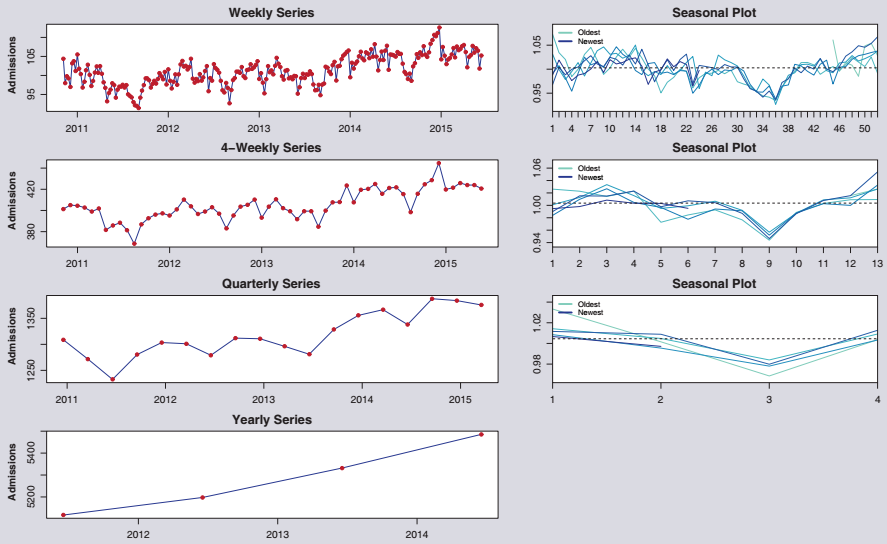 Weekly Series
Admissions
95 105
2011 2012 2013 2014 2015
Seasonal Plot
Oldest
Newest
0.95 1.05
1 4 7 10 14 18 22 26 30 34 38 42 46 50
4−Weekly Series
Admissions
380 420
2011 2012 2013 2014 2015
Seasonal Plot
Oldest
Newest
0.94 1.00 1.06
1 2 3 4 5 6 7 8 9 10 11 12 13
Quarterly Series
Admissions
1250 1350
2011 2012 2013 2014 2015
Seasonal Plot
Oldest
Newest
0.98 1.02
1 2 3 4
Yearly Series
Admissions
5200 5400
2012 2013 2014